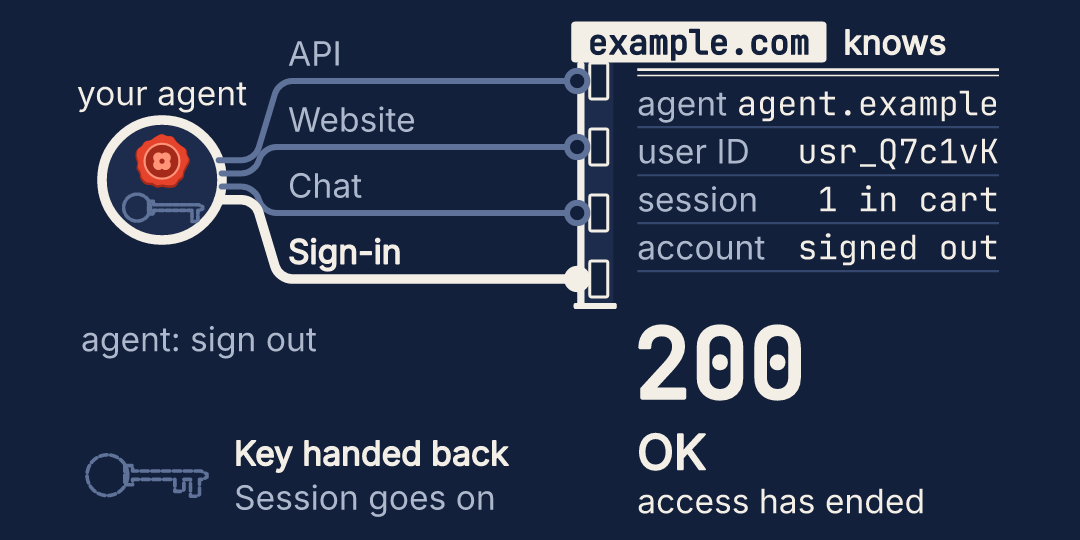 your agent
API
Website
Chat
Sign-in
example.com knows
agent agent.example
user ID usr_Q7c1vK
session 1 in cart
account signed out
agent: sign out
200
OK
access has ended
Key handed back
Session goes on